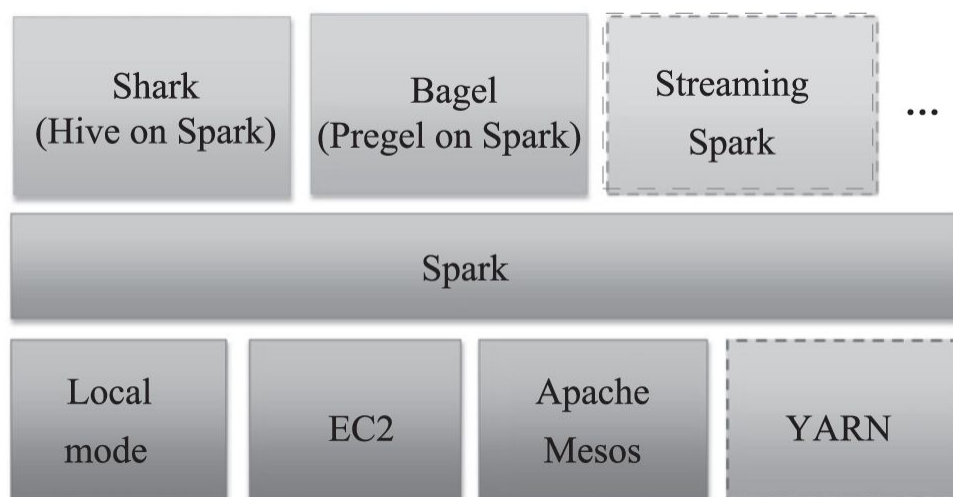 Shark
(Hive on Spark)
Bagel
(Pregel on Spark)
Streaming
Spark
...
Spark
Local
mode
EC2
Apache
Mesos
YARN